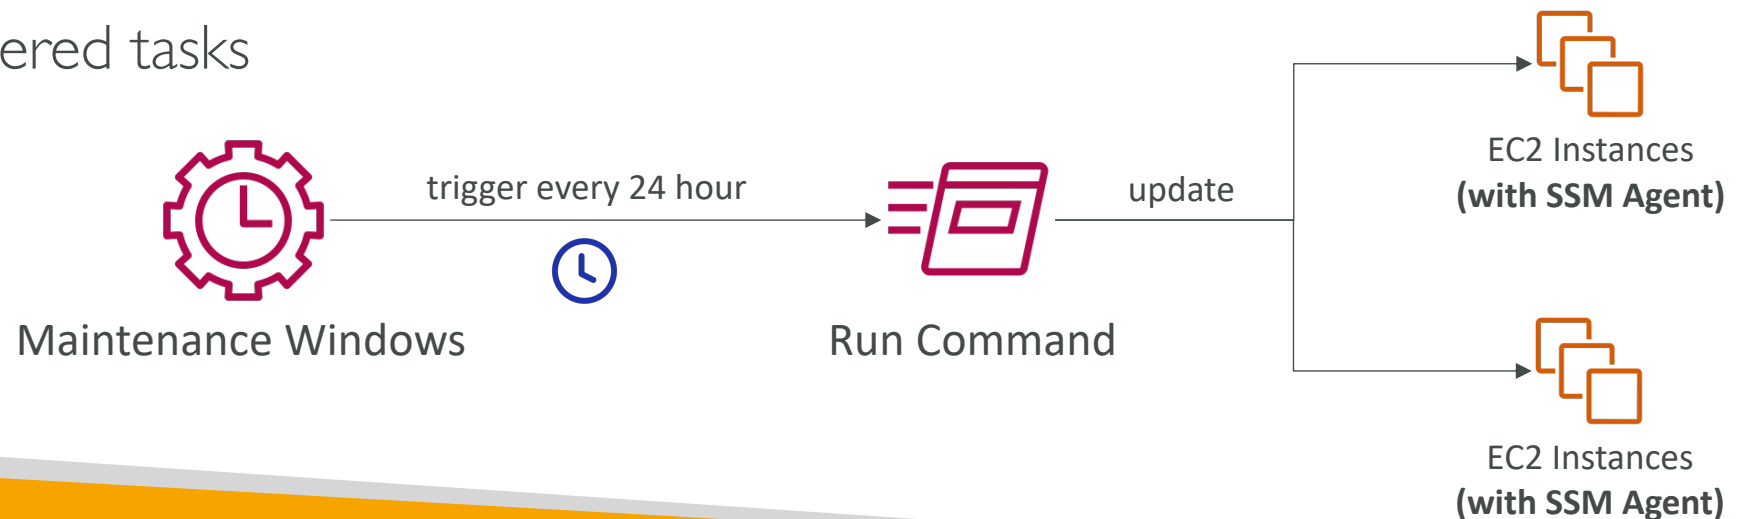 ered tasks
trigger every 24 hour
update
Maintenance Windows
Run Command
EC2 Instances
(with SSM Agent)
EC2 Instances
(with SSM Agent)